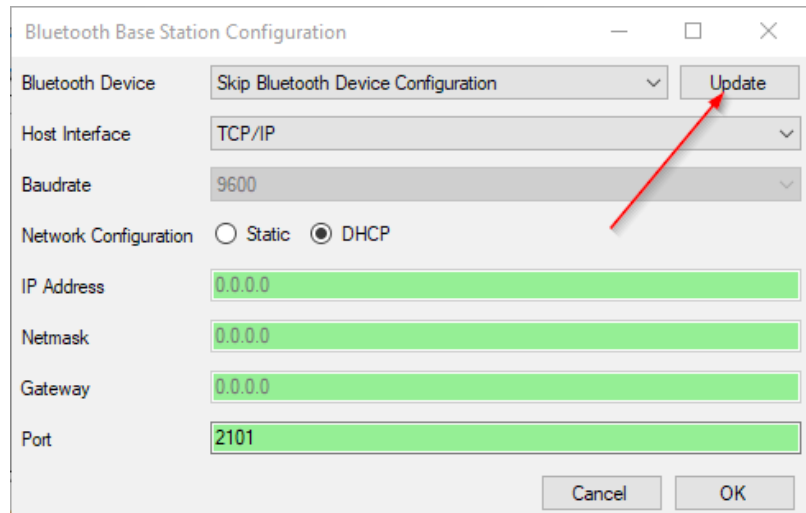 Bluetooth Base Station Configuration
Bluetooth Device Skip Bluetooth Device Configuration Update
Host Interface TCP/IP
Baudrate 9600
Network Configuration Static DHCP
IP Address 0.0.0.0
Netmask 0.0.0.0
Gateway 0.0.0.0
Port 2101
Cancel OK